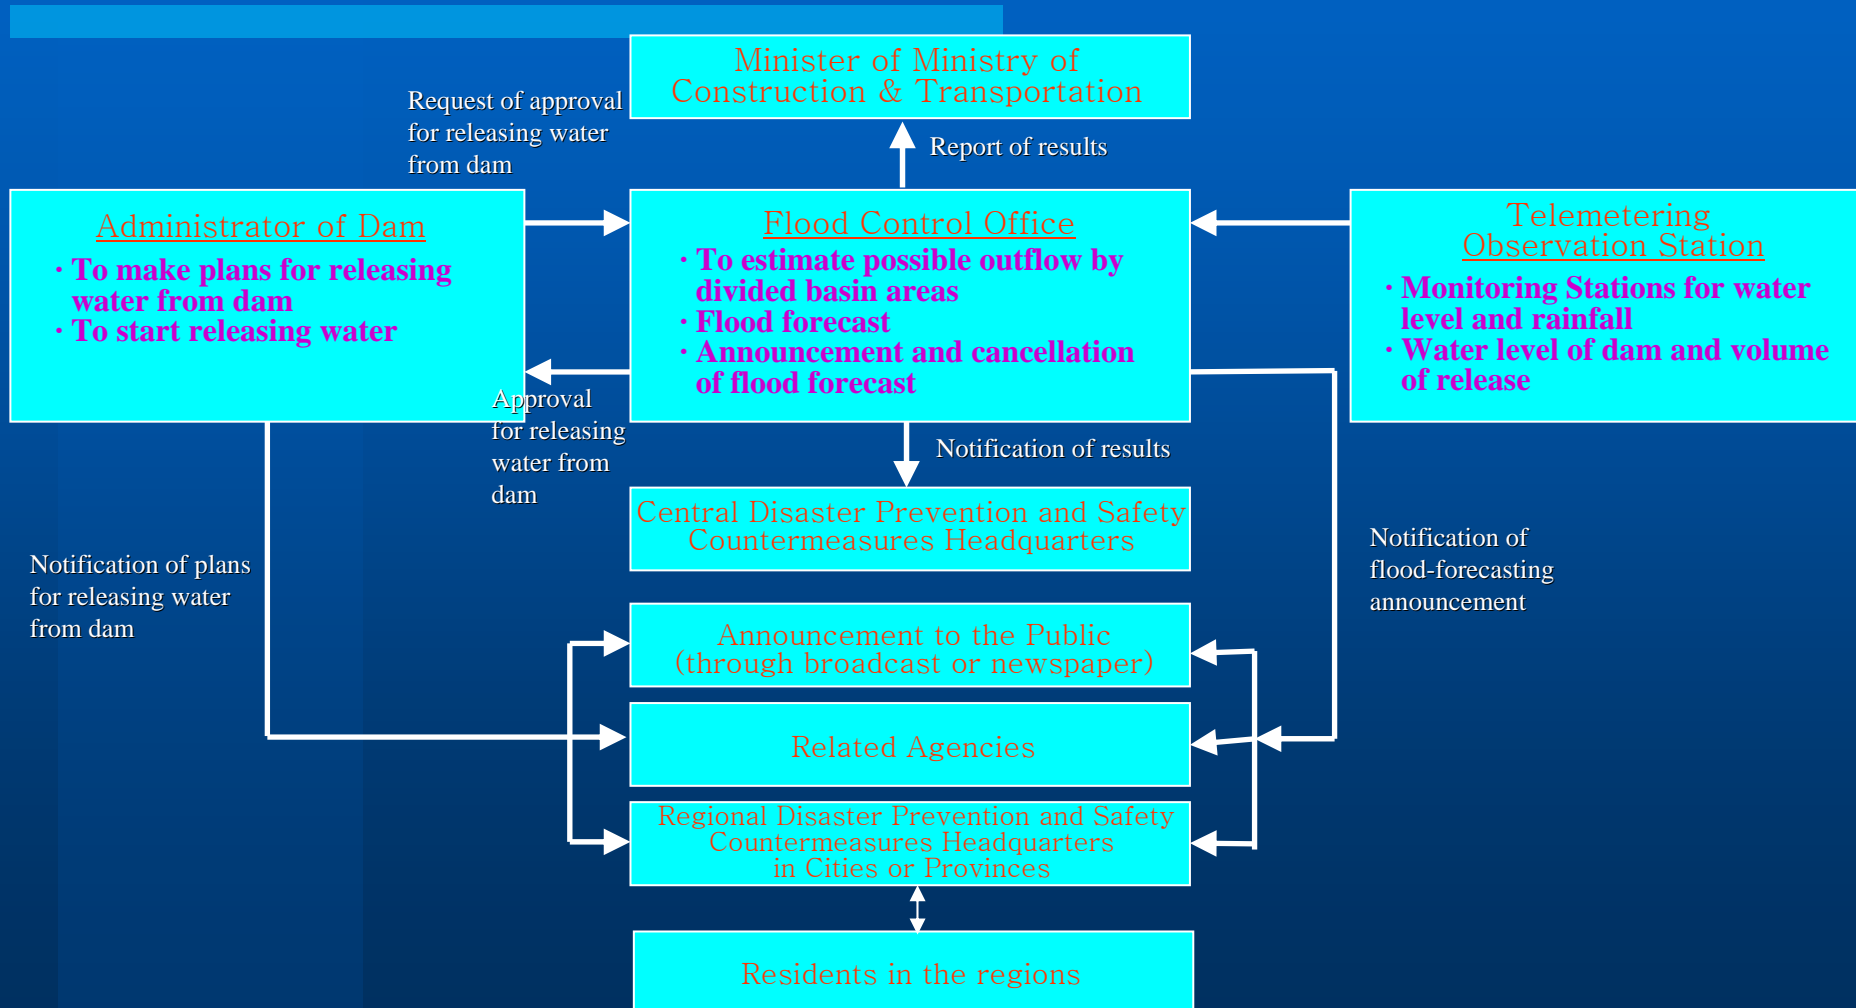 Minister of Ministry of
Construction & Transportation
Request of approval
for releasing water
from dam
Report of results
Administrator of Dam
· To make plans for releasing
water from dam
· To start releasing water
Flood Control Office
· To estimate possible outflow by
divided basin areas
· Flood forecast
· Announcement and cancellation
of flood forecast
Telemetering
Observation Station
· Monitoring Stations for water
level and rainfall
· Water level of dam and volume
of release
Approval
for releasing
water from
dam
Notification of results
Central Disaster Prevention and Safety
Countermeasures Headquarters
Notification of plans
for releasing water
from dam
Notification of
flood-forecasting
announcement
Announcement to the Public
(through broadcast or newspaper)
Related Agencies
Regional Disaster Prevention and Safety
Countermeasures Headquarters
in Cities or Provinces
Residents in the regions